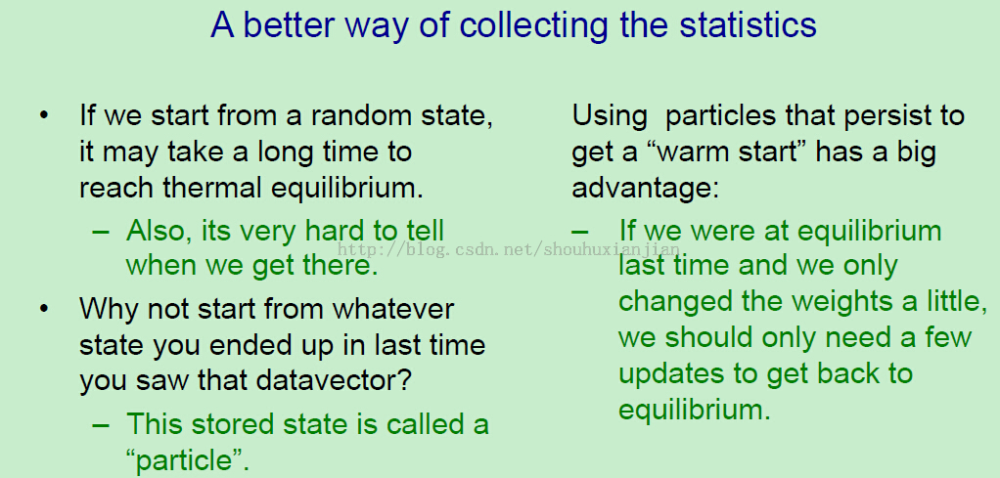 A better way of collecting the statistics
• If we start from a random state,
it may take a long time to
reach thermal equilibrium.
– Also, its very hard to tell
when we get there.
• Why not start from whatever
state you ended up in last time
you saw that datavector?
– This stored state is called a
“particle”.
Using particles that persist to
get a “warm start” has a big
advantage:
– If we were at equilibrium
last time and we only
changed the weights a little,
we should only need a few
updates to get back to
equilibrium.
http://blog.csdn.net/shouhuxianjian